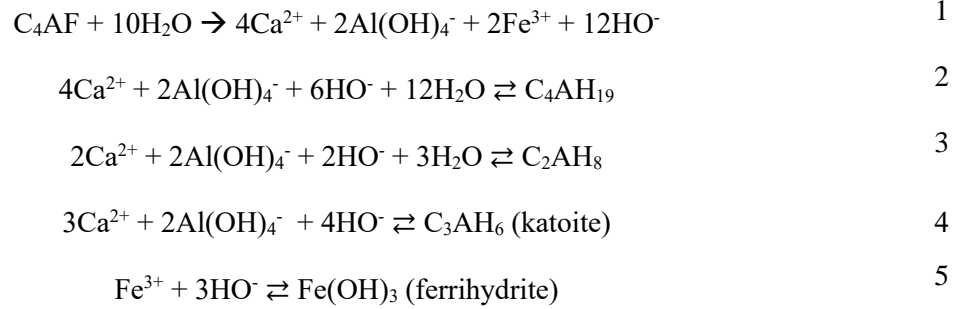 C₄AF + 10H₂O → 4Ca²⁺ + 2Al(OH)₄⁻ + 2Fe³⁺ + 12HO⁻ 1
4Ca²⁺ + 2Al(OH)₄⁻ + 6HO⁻ + 12H₂O ⇄ C₄AH₁₉ 2
2Ca²⁺ + 2Al(OH)₄⁻ + 2HO⁻ + 3H₂O ⇄ C₂AH₈ 3
3Ca²⁺ + 2Al(OH)₄⁻ + 4HO⁻ ⇄ C₃AH₆ (katoite) 4
Fe³⁺ + 3HO⁻ ⇄ Fe(OH)₃ (ferrihydrite) 5